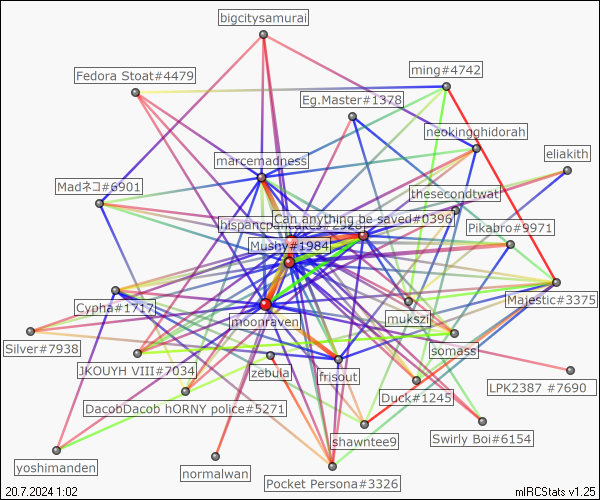 bigcitysamurai
ming#4742
Fedora Stoat#4479
Eg.Master#1378
neokingghidorah
marcemadness
eliakith
Madネコ#6901
thesecondtwat
Can anything be saved#0396
Pikabro#9971
Mushy#1984
Majestic#3375
Cypha#1717
mukszi
moonraven
somass
Silver#7938
JKOUYH VIII#7034
zebula
frisout
LPK2387 #7690
Duck#1245
DacobDacob hORNY police#5271
Swirly Boi#6154
shawntee9
yoshimanden
normalwan
Pocket Persona#3326
20.7.2024 1:02
mIRCStats v1.25